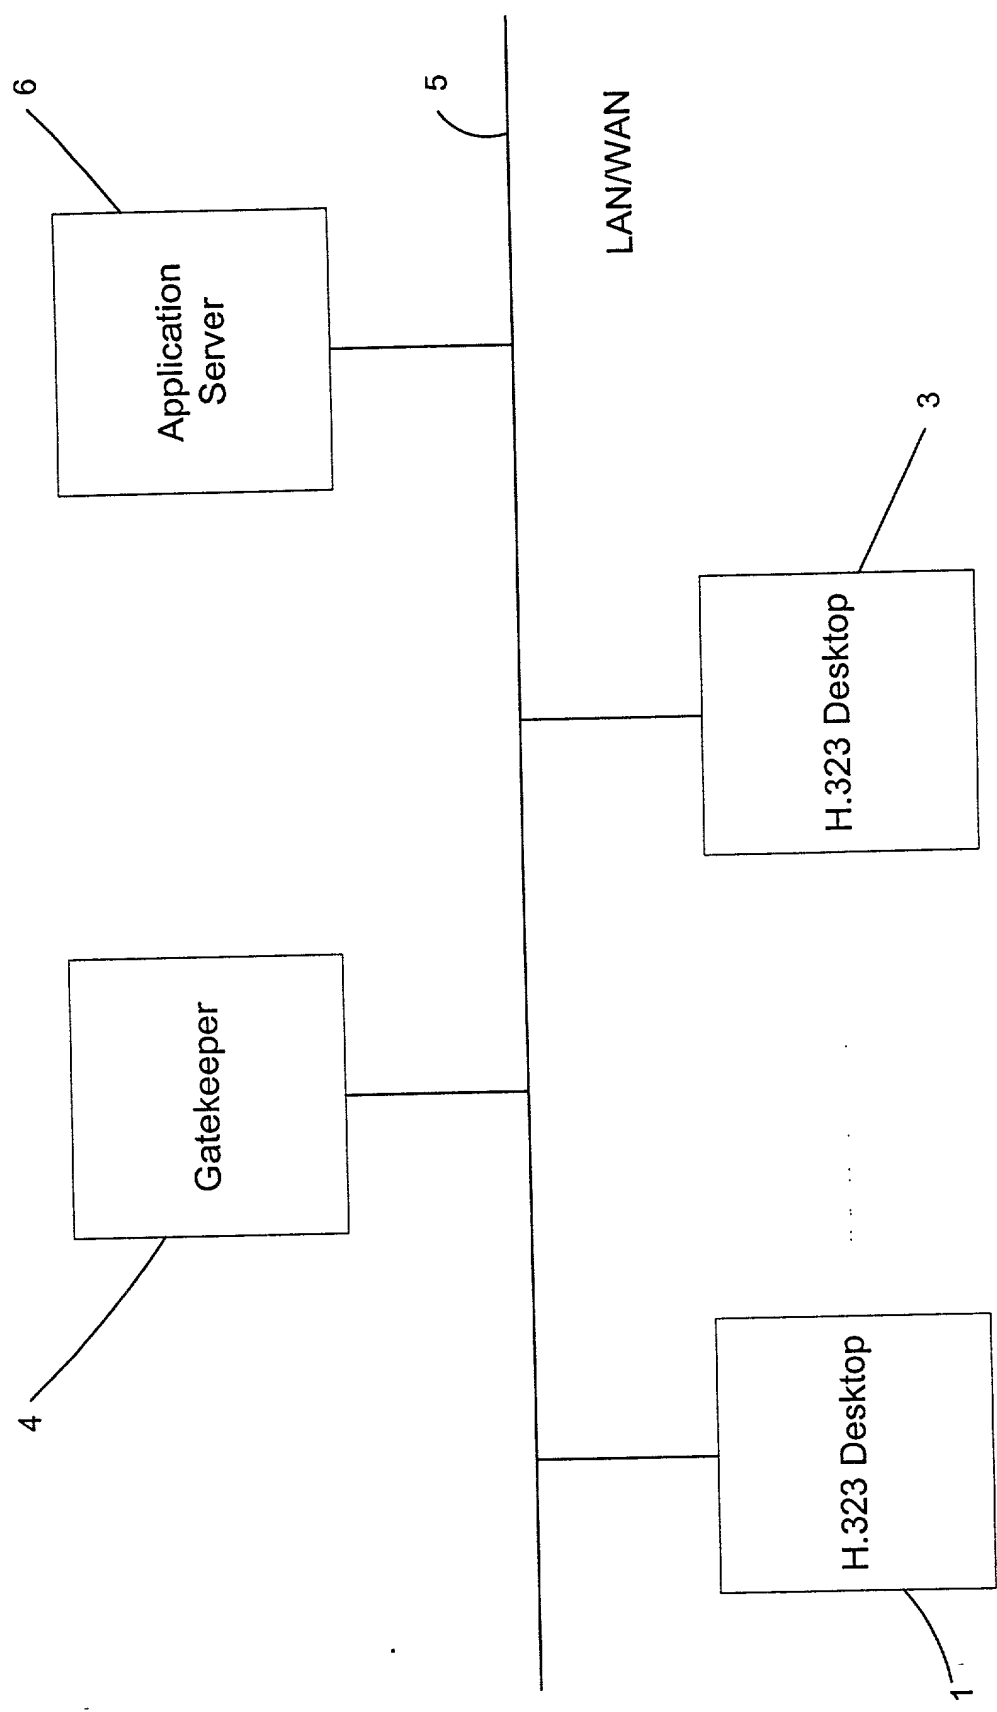 4
Gatekeeper
6
Application
Server
5
LAN/WAN
1
H.323 Desktop
3
H.323 Desktop